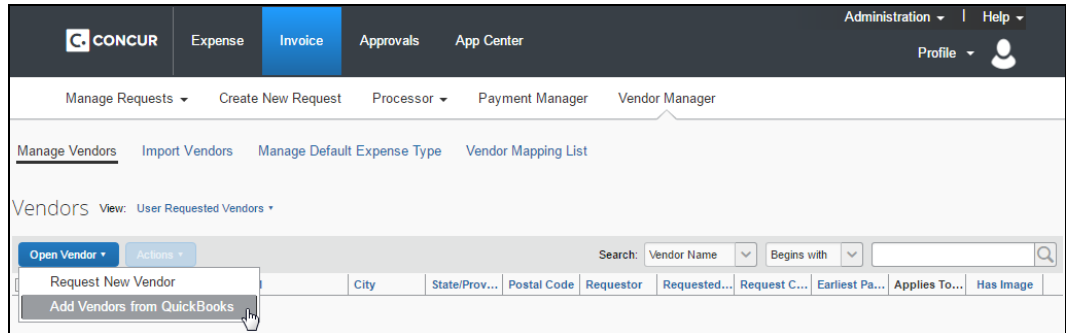 Administration Help
C. CONCUR Expense Invoice Approvals App Center
Profile
Manage Requests Create New Request Processor Payment Manager Vendor Manager
Manage Vendors Import Vendors Manage Default Expense Type Vendor Mapping List
Vendors View: User Requested Vendors
Open Vendor Actions Search: Vendor Name Begins with
Request New Vendor
City State/Prov... Postal Code Requestor Requested... Request C... Earliest Pa... Applies To... Has Image
Add Vendors from QuickBooks